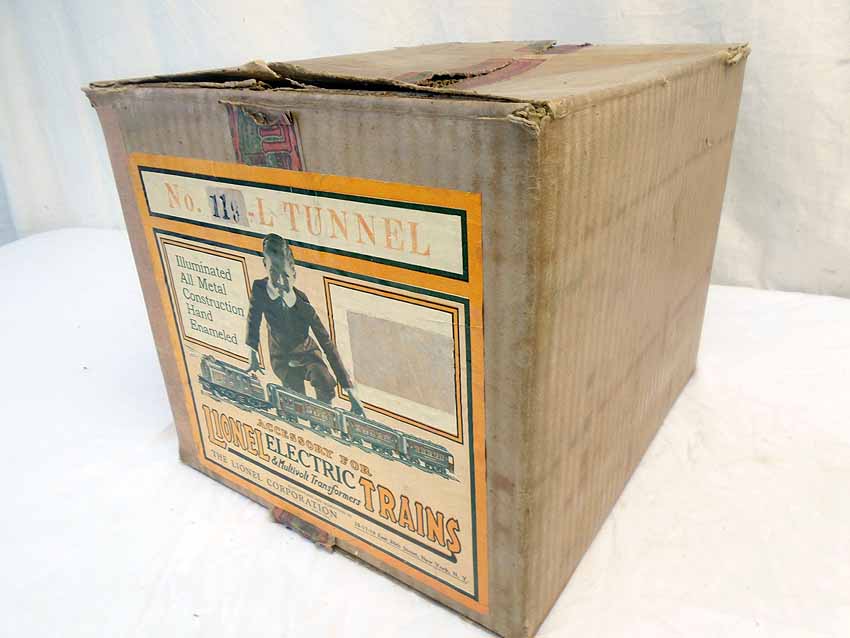 No. 119-L TUNNEL
Illuminated
All Metal
Construction
Hand
Enameled
ACCESSORY FOR
LIONEL ELECTRIC
& Multivolt Transformers
TRAINS
THE LIONEL CORPORATION
East New York, N. Y.